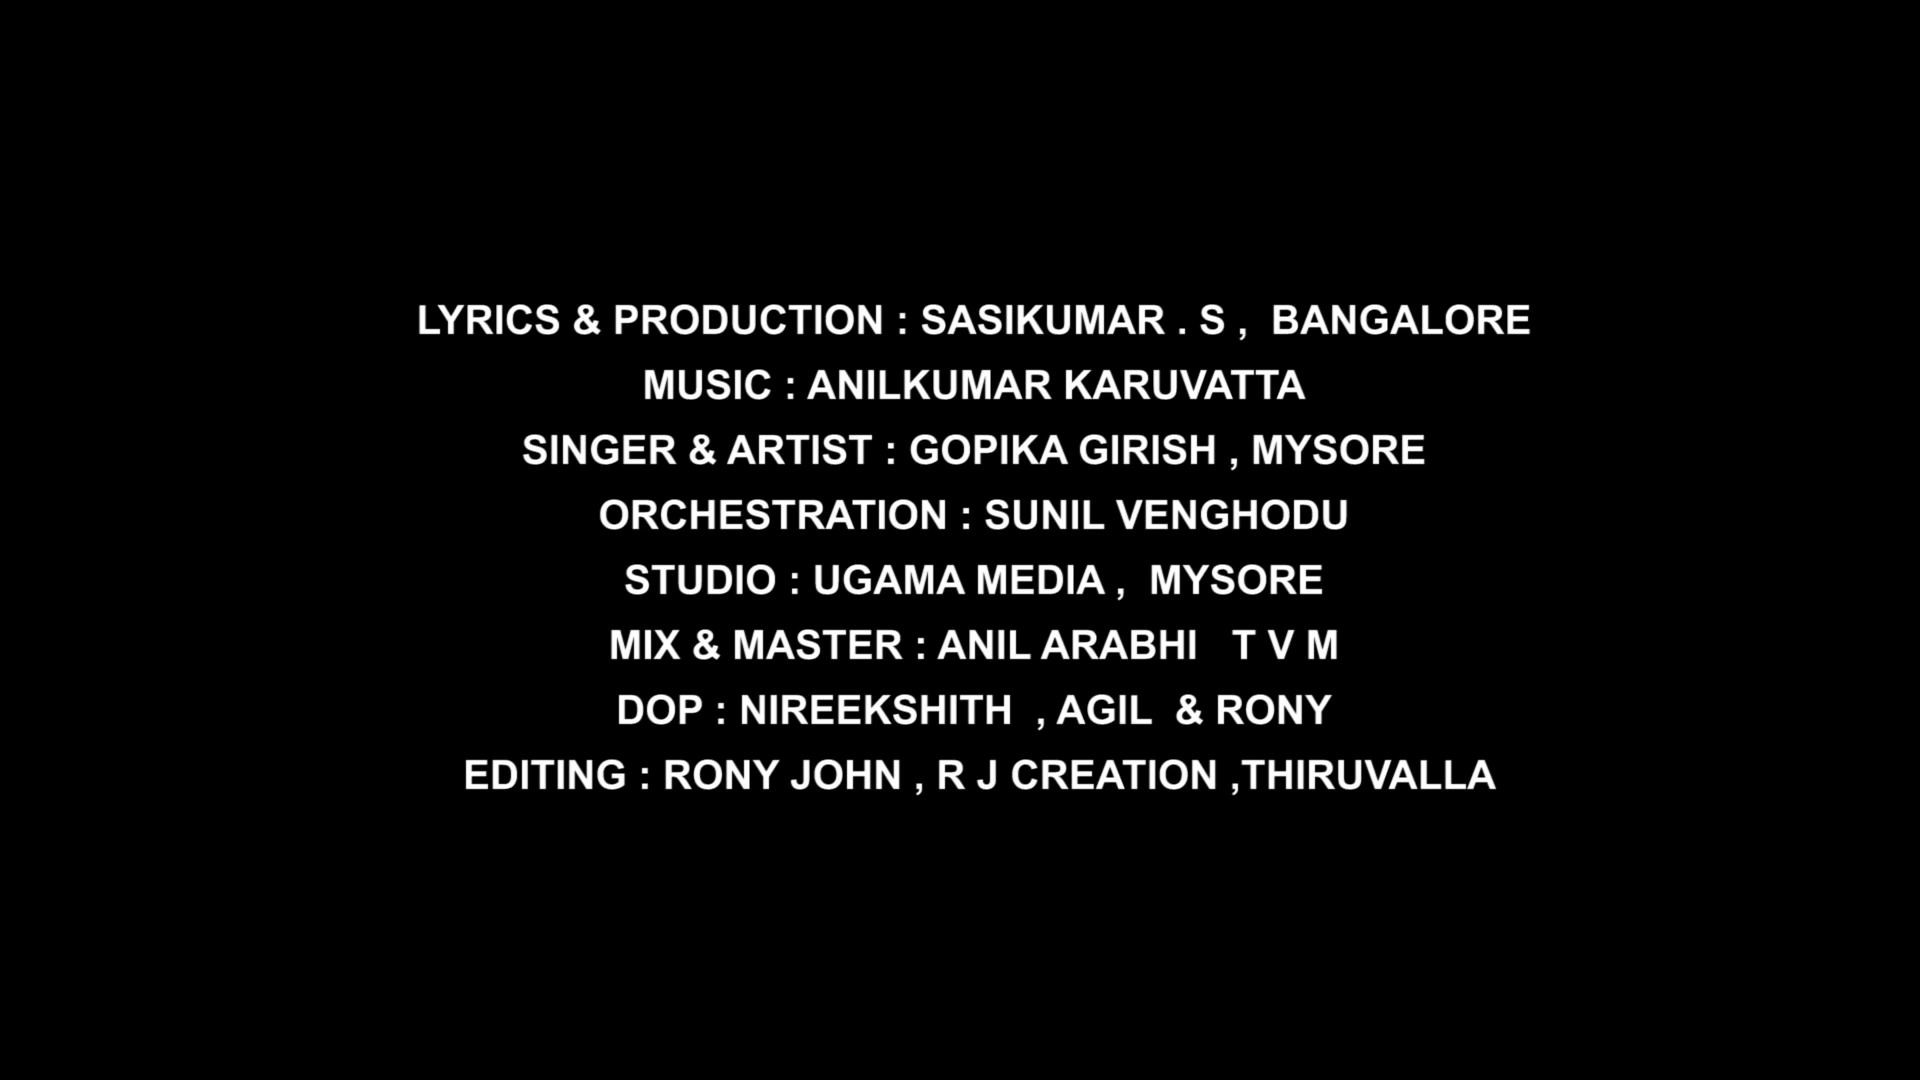 LYRICS & PRODUCTION : SASIKUMAR . S ,  BANGALORE
MUSIC : ANILKUMAR KARUVATTA
SINGER & ARTIST : GOPIKA GIRISH , MYSORE
ORCHESTRATION : SUNIL VENGHODU
STUDIO : UGAMA MEDIA ,  MYSORE
MIX & MASTER : ANIL ARABHI   T V M
DOP : NIREEKSHITH  , AGIL  & RONY
EDITING : RONY JOHN , R J CREATION ,THIRUVALLA